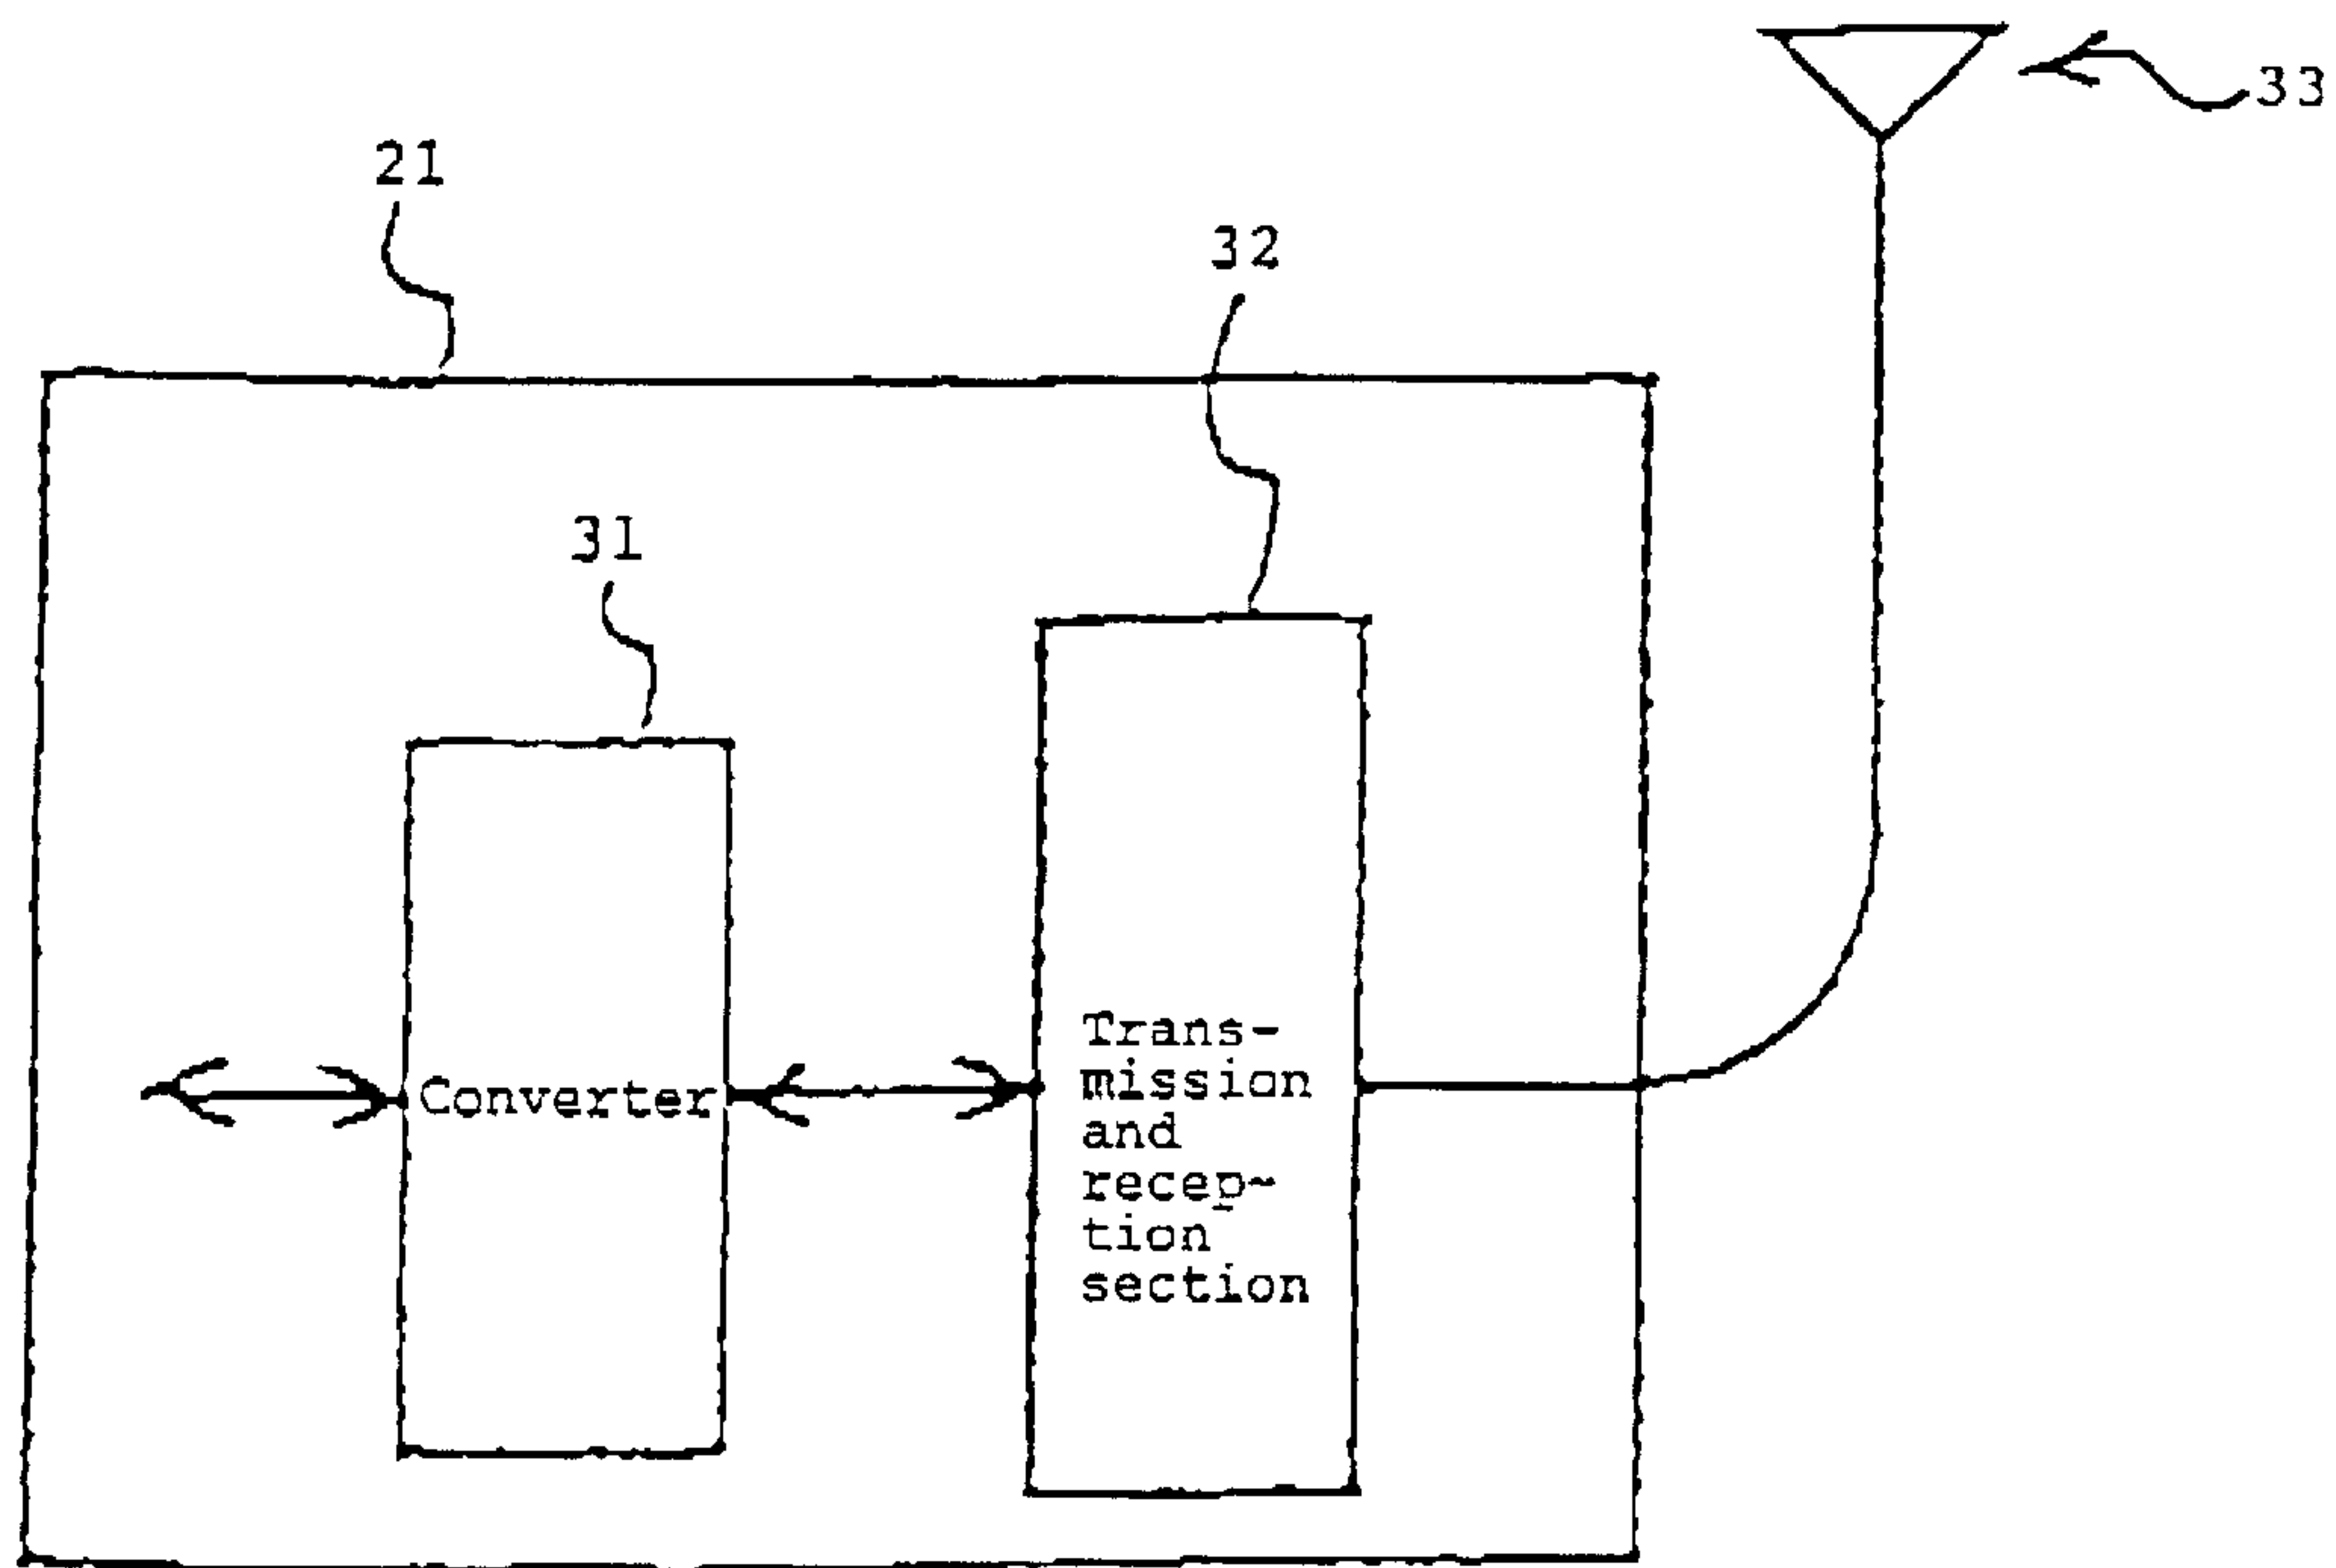 33
21
32
31
Converter
Trans-
mission
and
recep-
tion
section